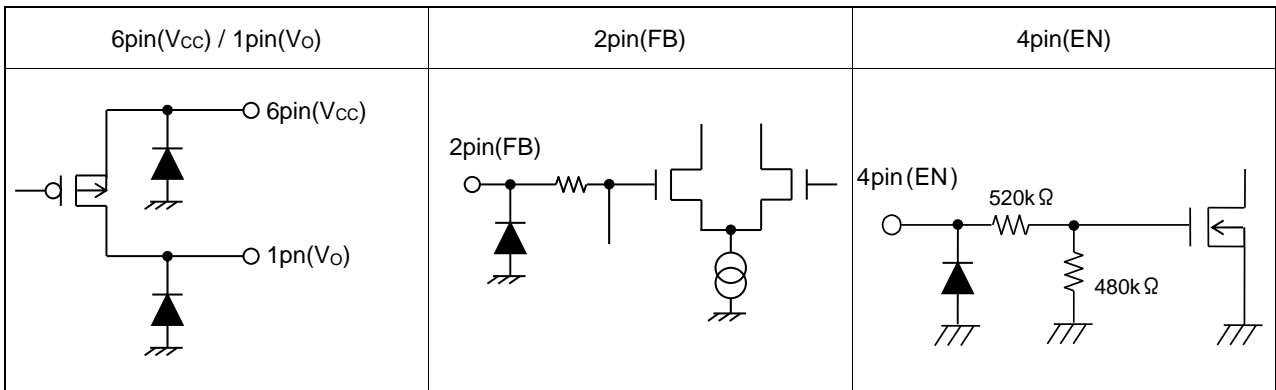 6pin(VCC) / 1pin(VO)
2pin(FB)
4pin(EN)
6pin(VCC)
1pn(VO)
2pin(FB)
4pin(EN)
520kΩ
480kΩ